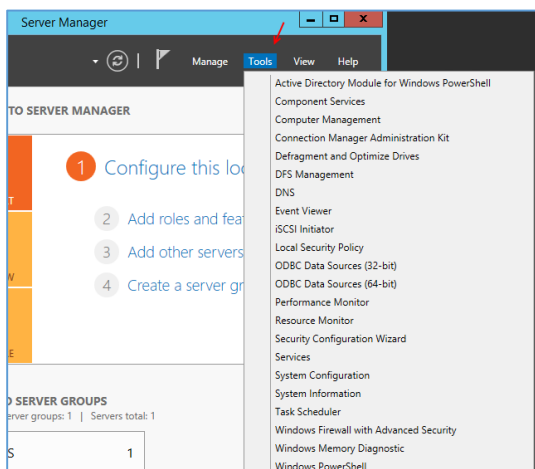 Server Manager
Manage Tools View Help
TO SERVER MANAGER
1 Configure this loc
2 Add roles and feat
3 Add other servers
4 Create a server gr
T
W
E
Active Directory Module for Windows PowerShell
Component Services
Computer Management
Connection Manager Administration Kit
Defragment and Optimize Drives
DFS Management
DNS
Event Viewer
iSCSI Initiator
Local Security Policy
ODBC Data Sources (32-bit)
ODBC Data Sources (64-bit)
Performance Monitor
Resource Monitor
Security Configuration Wizard
Services
System Configuration
System Information
Task Scheduler
Windows Firewall with Advanced Security
Windows Memory Diagnostic
Windows PowerShell
SERVER GROUPS
erver groups: 1 | Servers total: 1
S 1